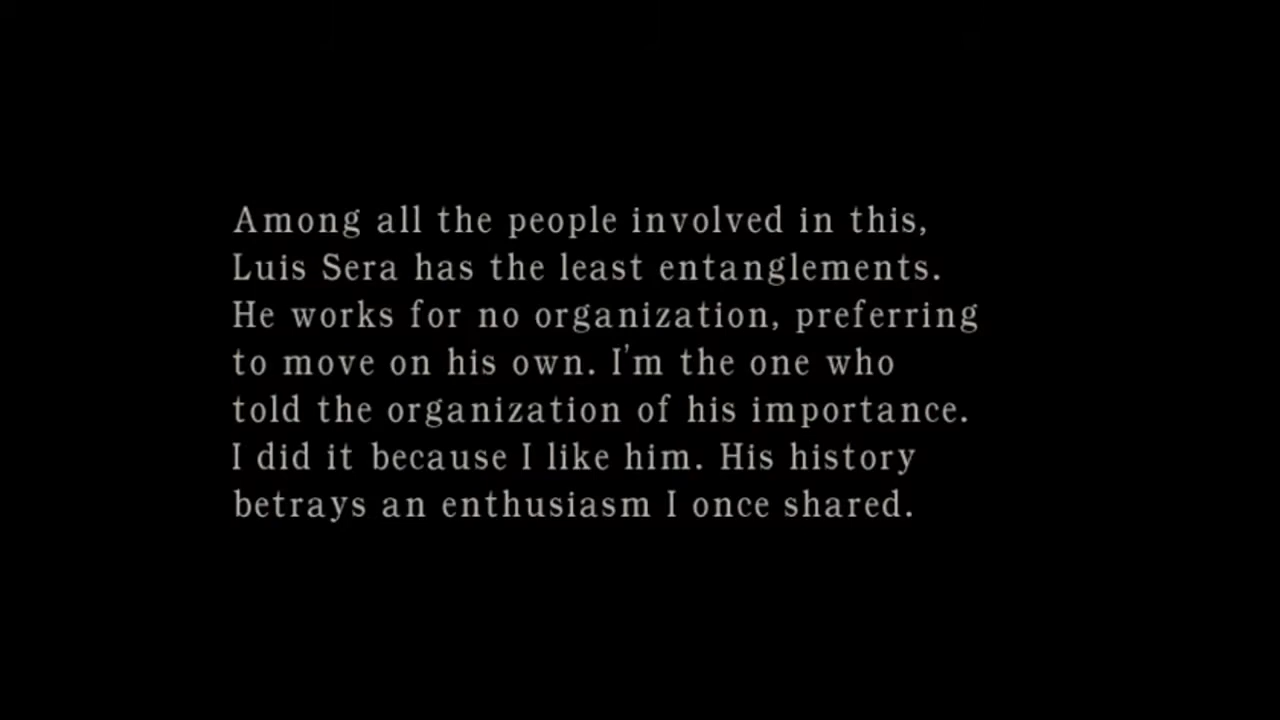 Among all the people involved in this,
Luis Sera has the least entanglements.
He works for no organization, preferring
to move on his own. I'm the one who
told the organization of his importance.
I did it because I like him. His history
betrays an enthusiasm I once shared.